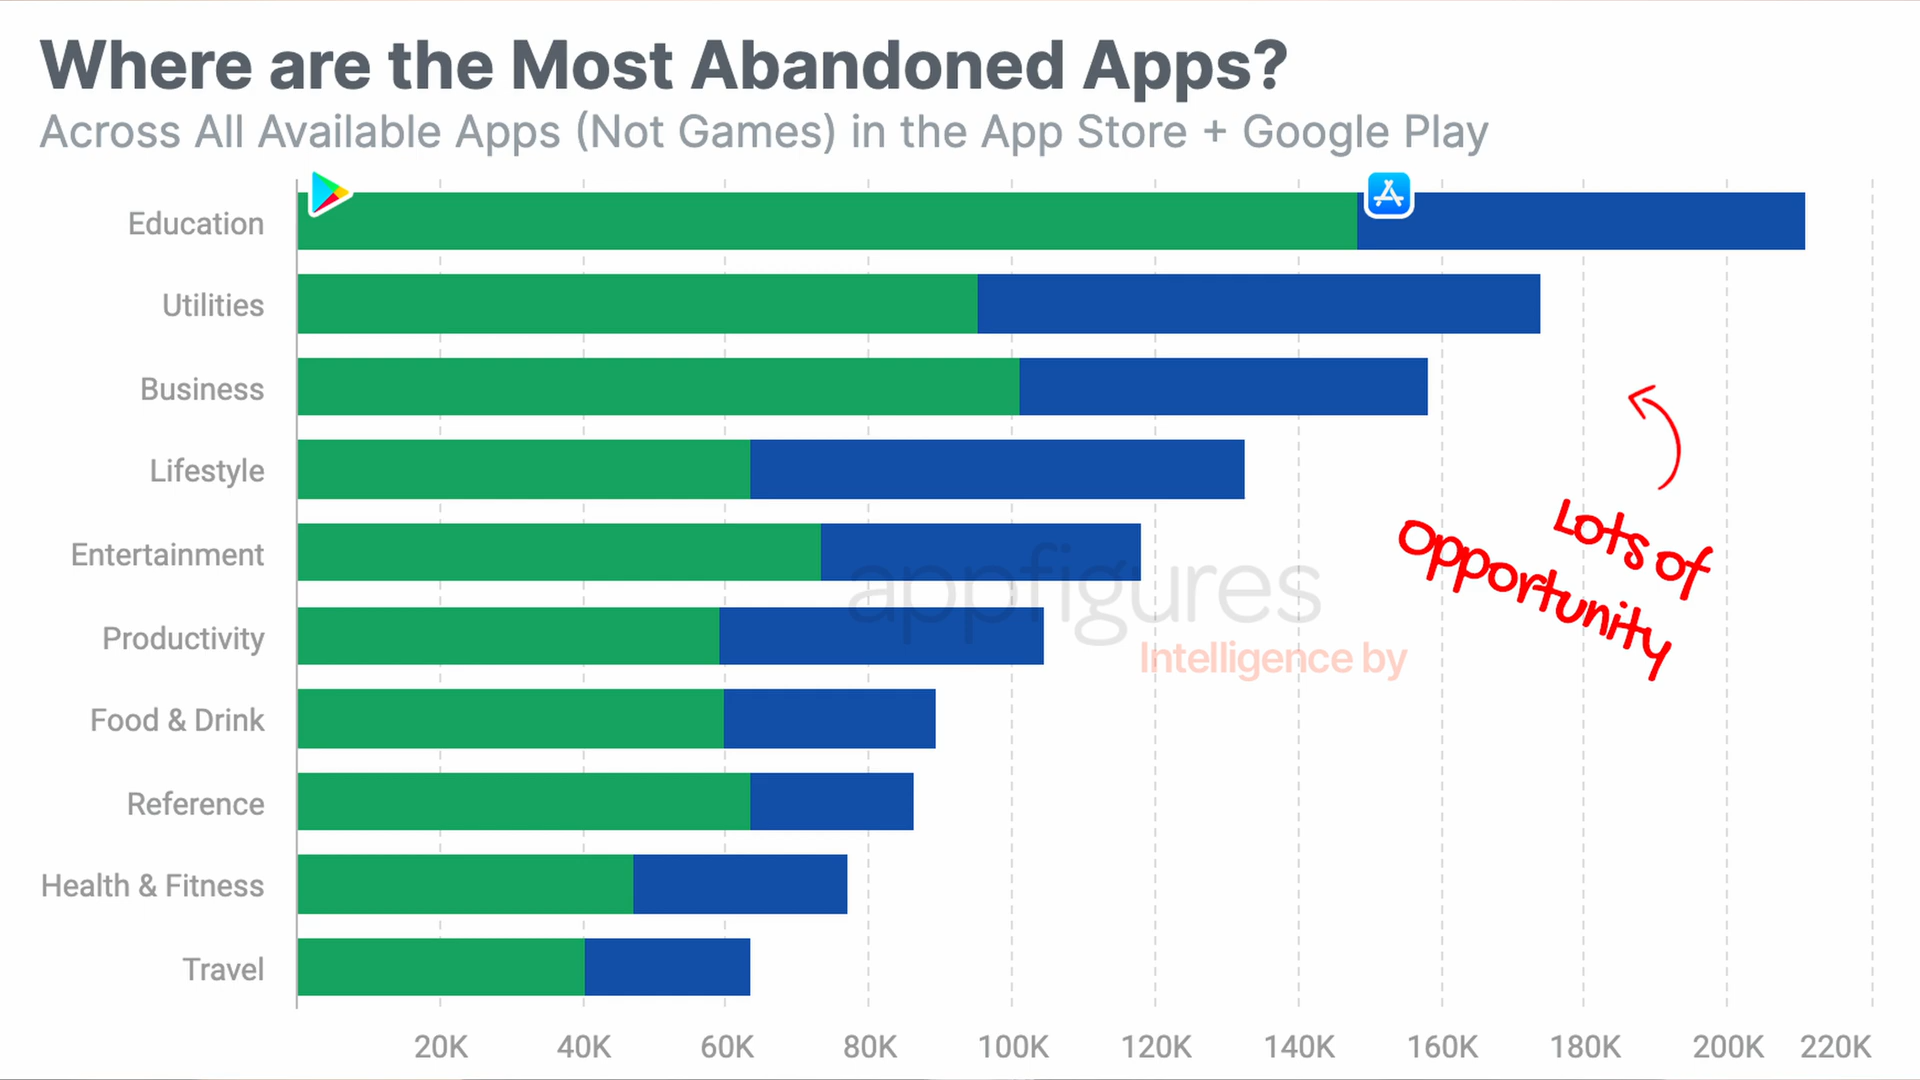 Where are the Most Abandoned Apps?
Across All Available Apps (Not Games) in the App Store + Google Play
Education
Utilities
Business
Lifestyle
Entertainment
Productivity
Food & Drink
Reference
Health & Fitness
Travel
Lots of
opportunity
appfigures
Intelligence by
20K 40K 60K 80K 100K 120K 140K 160K 180K 200K 220K